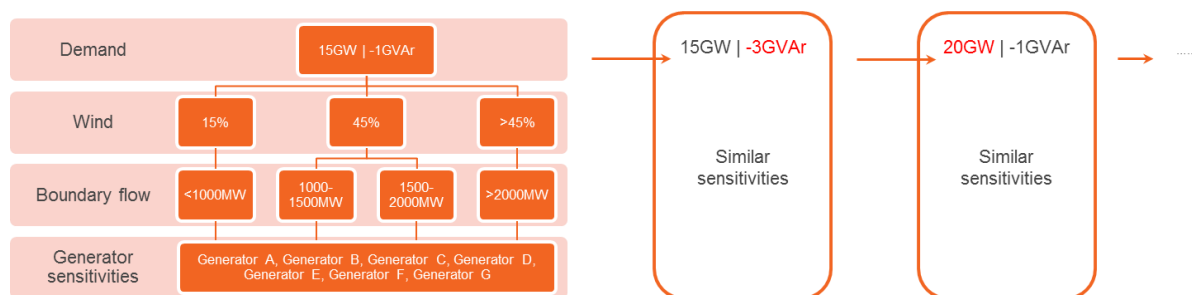 Demand
15GW | -1GVAr
Wind
15%
45%
>45%
Boundary flow
<1000MW
1000-
1500MW
1500-
2000MW
>2000MW
Generator
sensitivities
Generator A, Generator B, Generator C, Generator D,
Generator E, Generator F, Generator G
15GW | -3GVAr
Similar
sensitivities
20GW | -1GVAr
Similar
sensitivities
.....